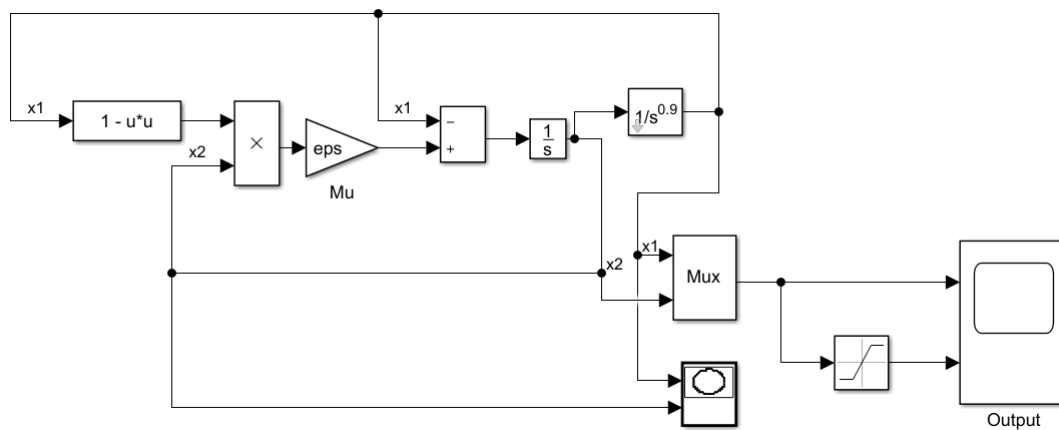 x1
1 - u*u
x2
×
eps
Mu
x1
−
+
1
s
1/s^0.9
x1
x2
Mux
Output